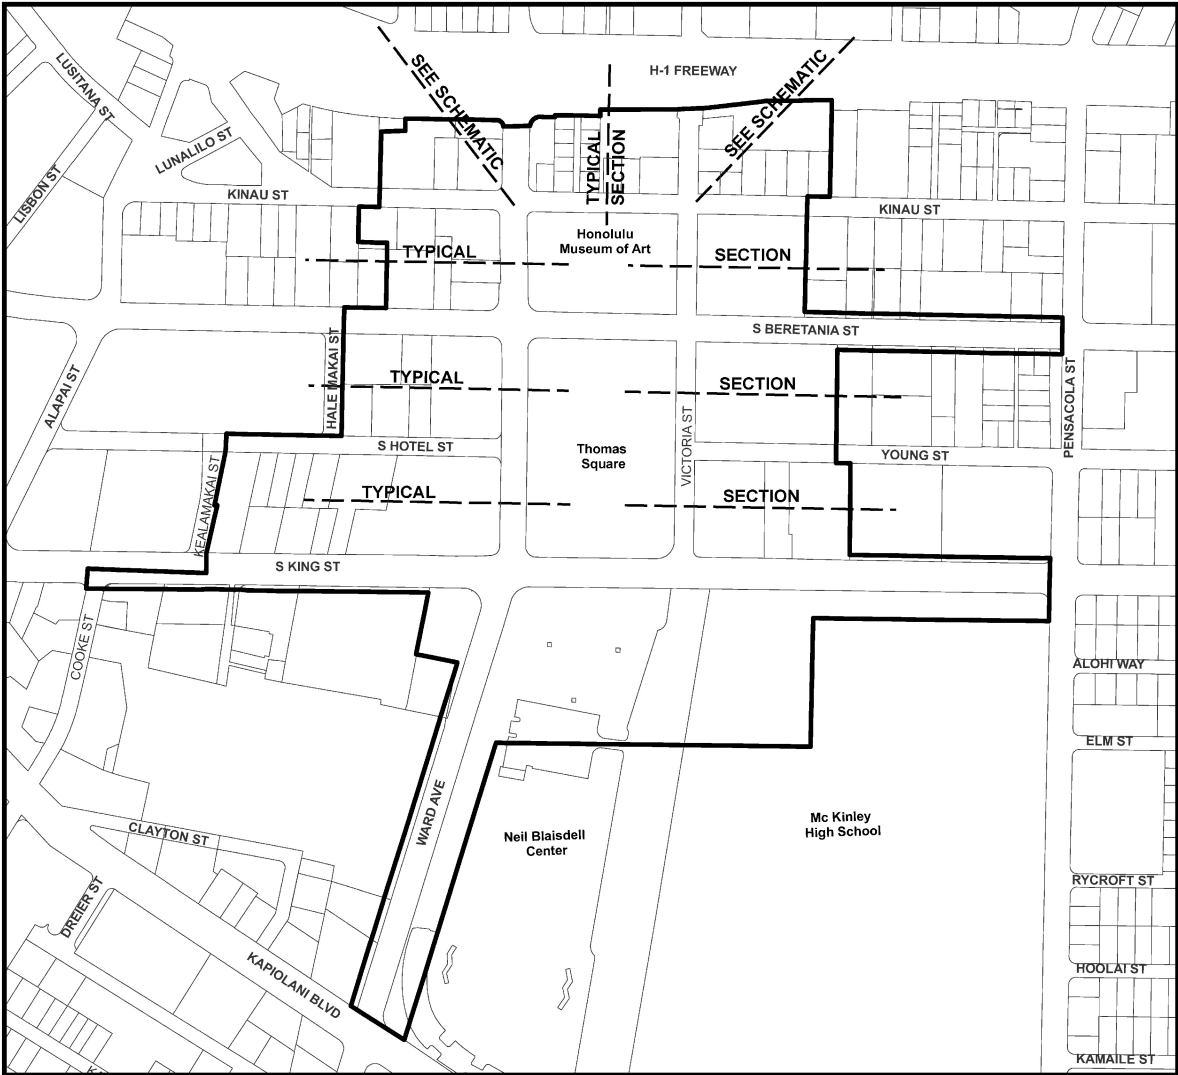 H-1 FREEWAY
SEE SCHEMATIC
SEE SCHEMATIC
TYPICAL
SECTION
LUSITANA ST
LUNALILO ST
LISBON ST
KINAU ST
KINAU ST
Honolulu
Museum of Art
TYPICAL
SECTION
S BERETANIA ST
HALE MAKAI ST
ALAPAI ST
TYPICAL
SECTION
PENSACOLA ST
VICTORIA ST
S HOTEL ST
Thomas
Square
YOUNG ST
KEALAMAKAI ST
TYPICAL
SECTION
S KING ST
COOKE ST
ALOHI WAY
ELM ST
WARD AVE
CLAYTON ST
Neil Blaisdell
Center
Mc Kinley
High School
DREIER ST
RYCROFT ST
KAPIOLANI BLVD
HOOLAI ST
KAMAILE ST